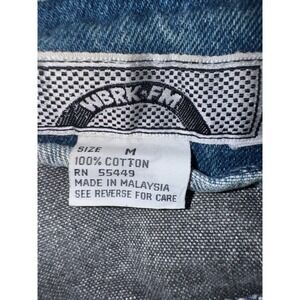 WBRK-FM
SIZE M
100% COTTON
RN 55449
MADE IN MALAYSIA
SEE REVERSE FOR CARE